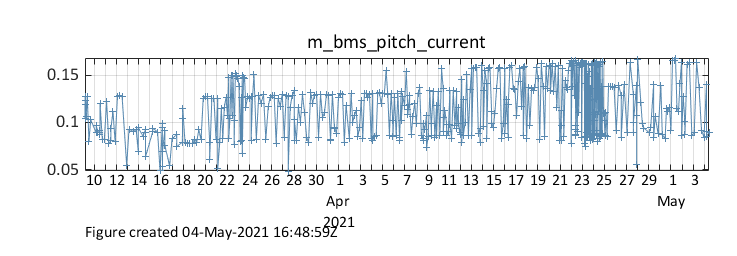 m_bms_pitch_current
0.15
0.1
0.05
10 12 14 16 18 20 22 24 26 28 30 1 3 5 7 9 11 13 15 17 19 21 23 25 27 29 1 3
Apr May
2021
Figure created 04-May-2021 16:48:59Z